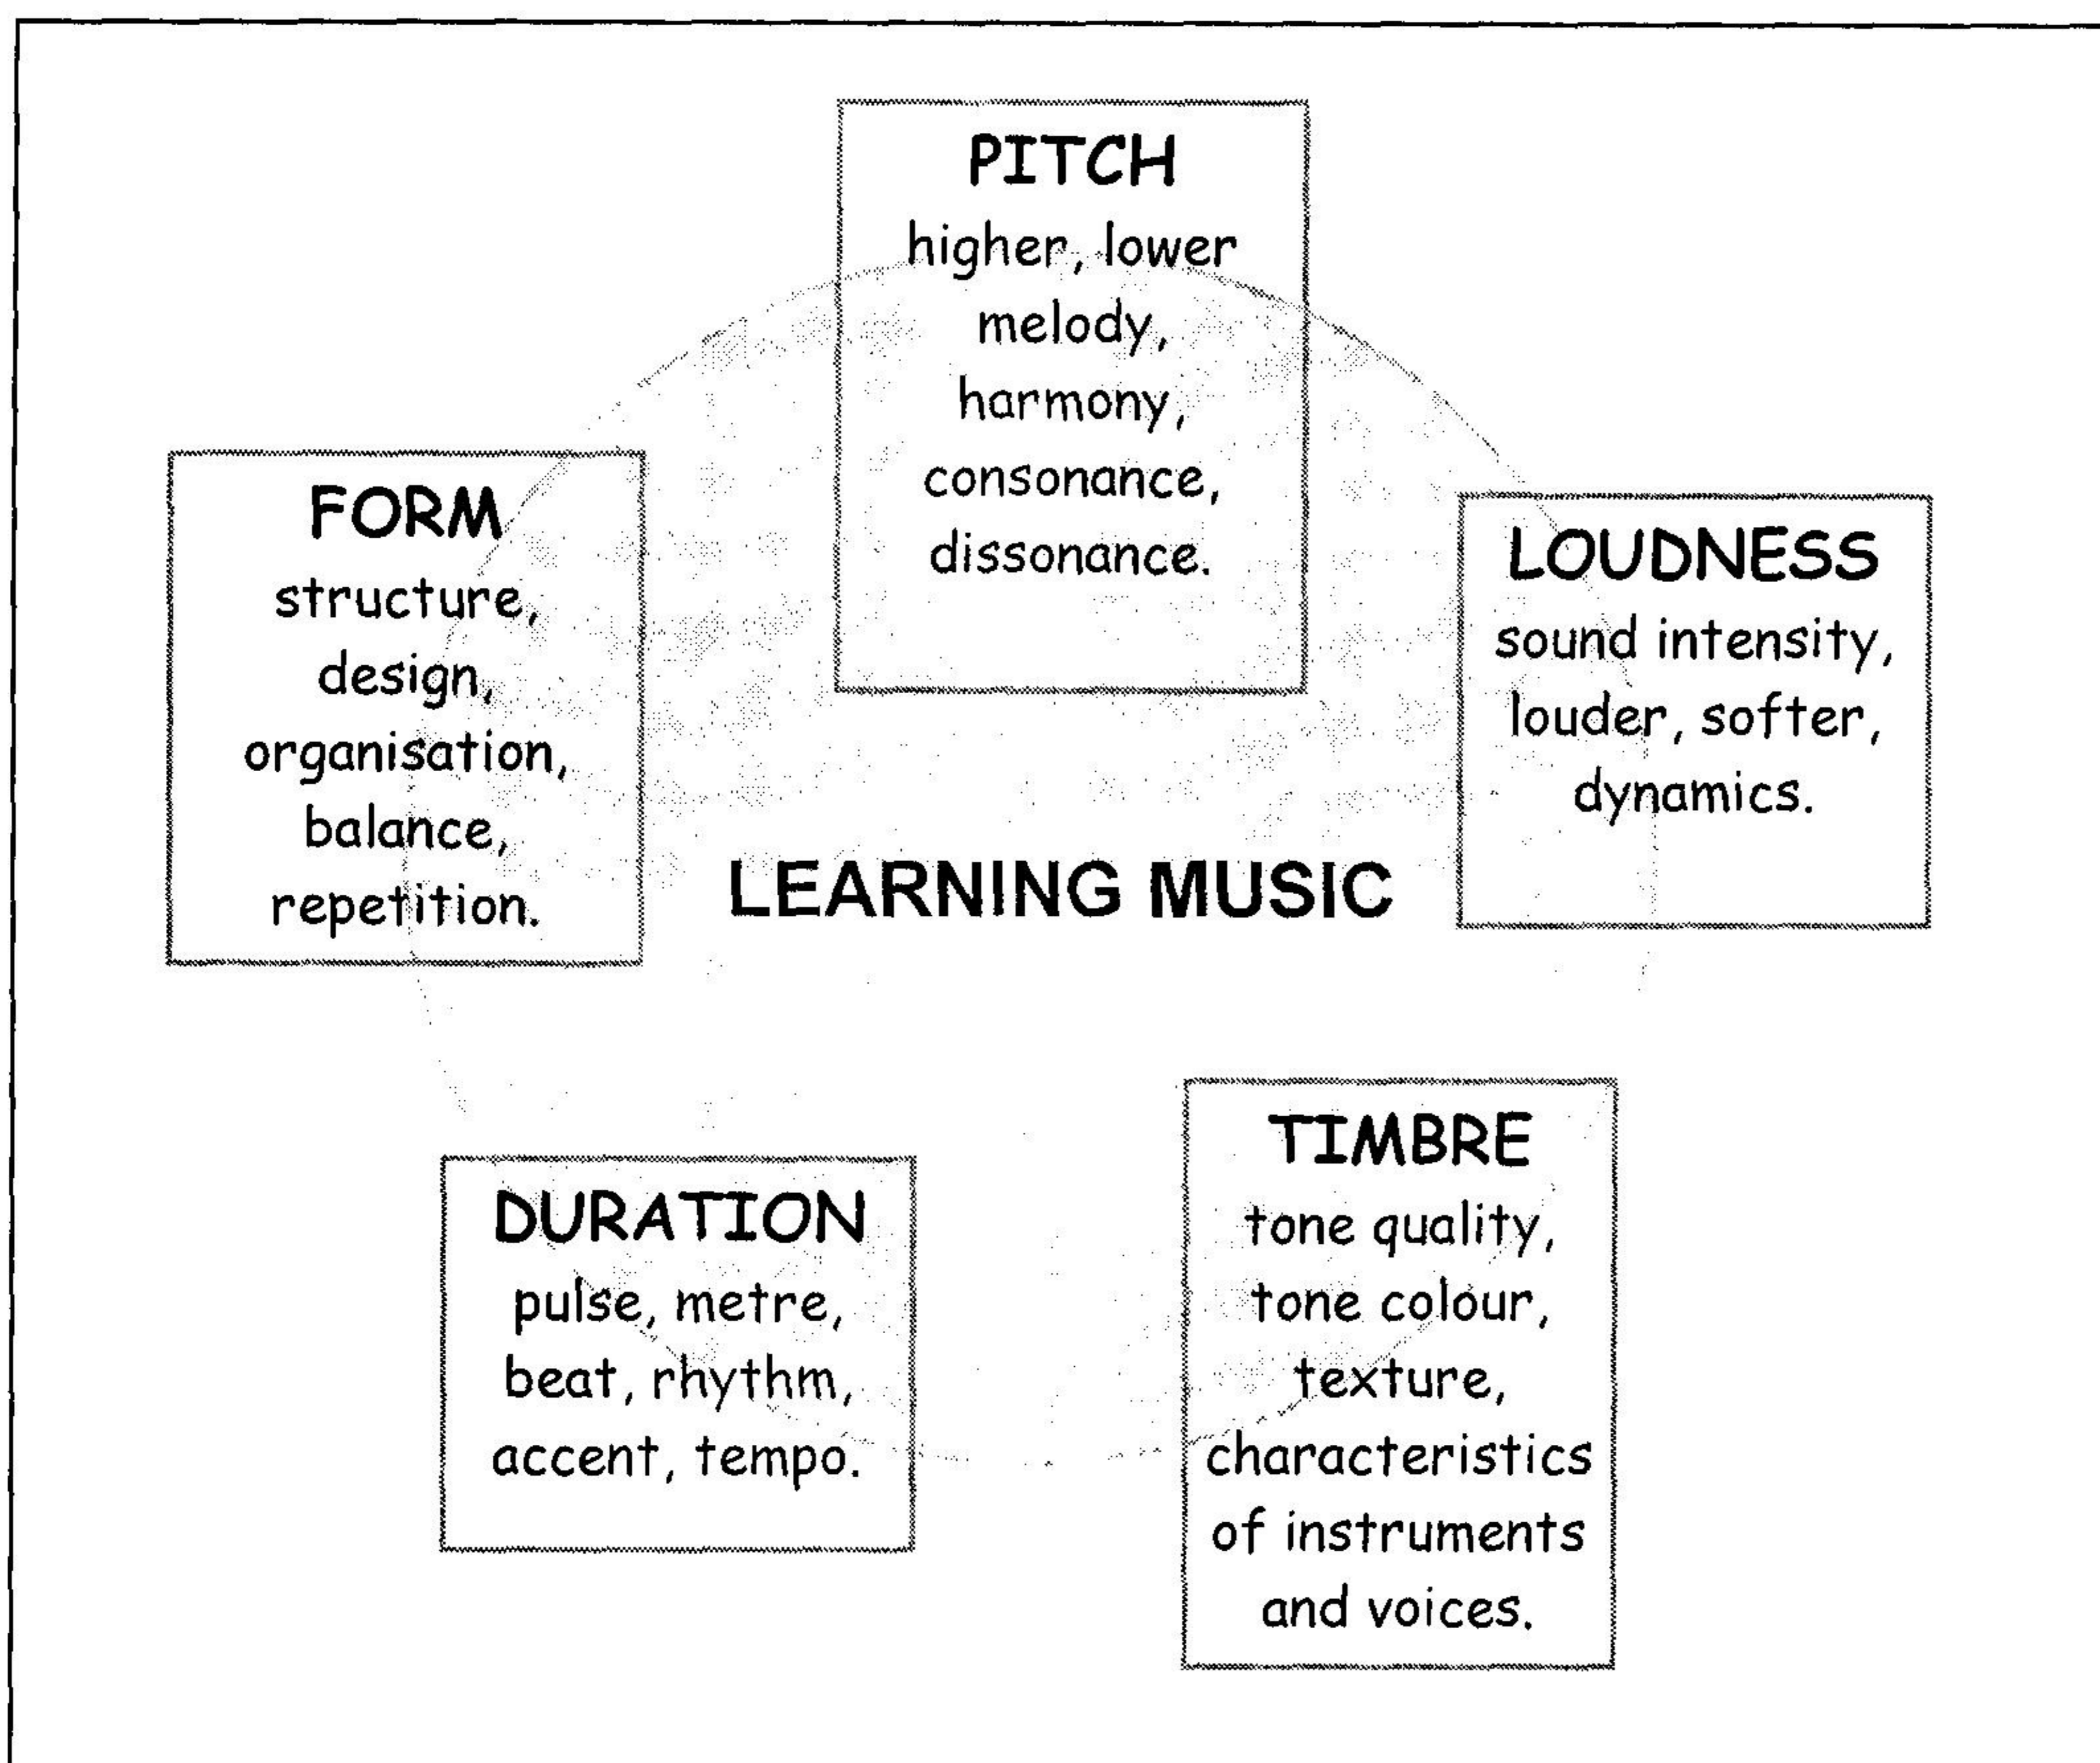 PITCH
higher, lower
melody,
harmony,
consonance,
dissonance.
FORM
structure,
design,
organisation,
balance,
repetition.
LOUDNESS
sound intensity,
louder, softer,
dynamics.
LEARNING MUSIC
DURATION
pulse, metre,
beat, rhythm,
accent, tempo.
TIMBRE
tone quality,
tone colour,
texture,
characteristics
of instruments
and voices.